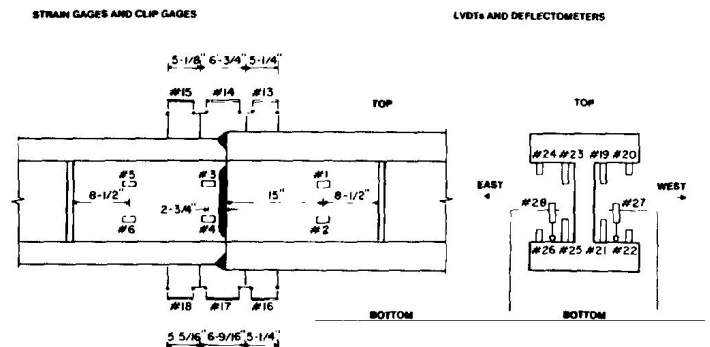 STRAIN GAGES AND CLIP GAGES
LVDTs AND DEFLECTOMETERS
5-1/8" 6-3/4" 5-1/4"
#15 #14 #13
TOP
TOP
#24 #23 #19 #20
#5 #3 #1
8-1/2" 15" 8-1/2"
EAST
WEST
#28 #27
2-3/4"
#6 #4 #2
#26 #25 #21 #22
#18 #17 #16
BOTTOM
BOTTOM
5 5/16" 6-9/16" 5-1/4"